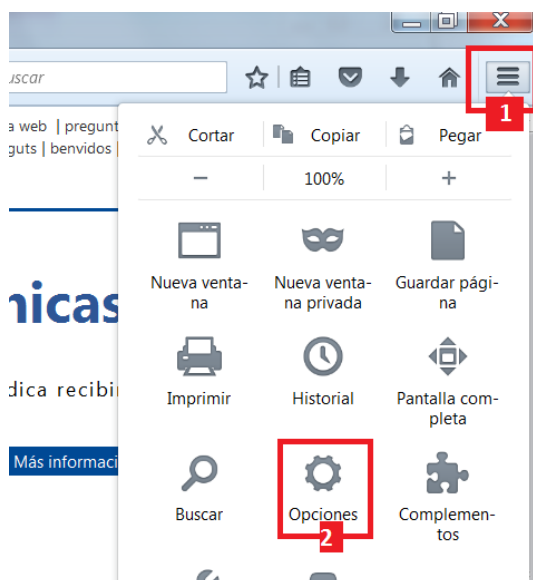 uscar
1
a web | pregunt
guts | benvidos |
Cortar
Copiar
Pegar
100%
nicas
dica recibi
Más informaci
Nueva venta-
na
Nueva venta-
na privada
Guardar pági-
na
Imprimir
Historial
Pantalla com-
pleta
Buscar
Opciones
2
Complemen-
tos